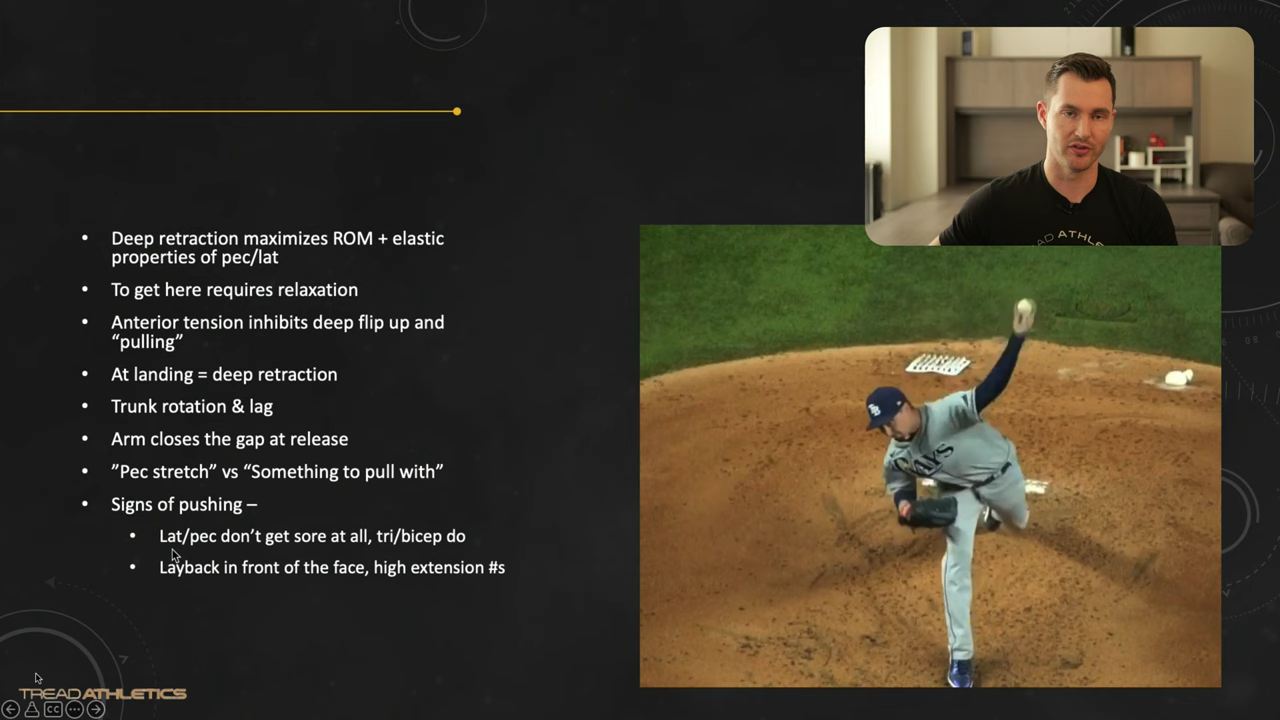 • Deep retraction maximizes ROM + elastic
properties of pec/lat
• To get here requires relaxation
• Anterior tension inhibits deep flip up and
“pulling”
• At landing = deep retraction
• Trunk rotation & lag
• Arm closes the gap at release
• ”Pec stretch” vs “Something to pull with”
• Signs of pushing –
• Lat/pec don’t get sore at all, tri/bicep do
• Layback in front of the face, high extension #s
TREAD ATHLETICS
CC
RAYS
TB